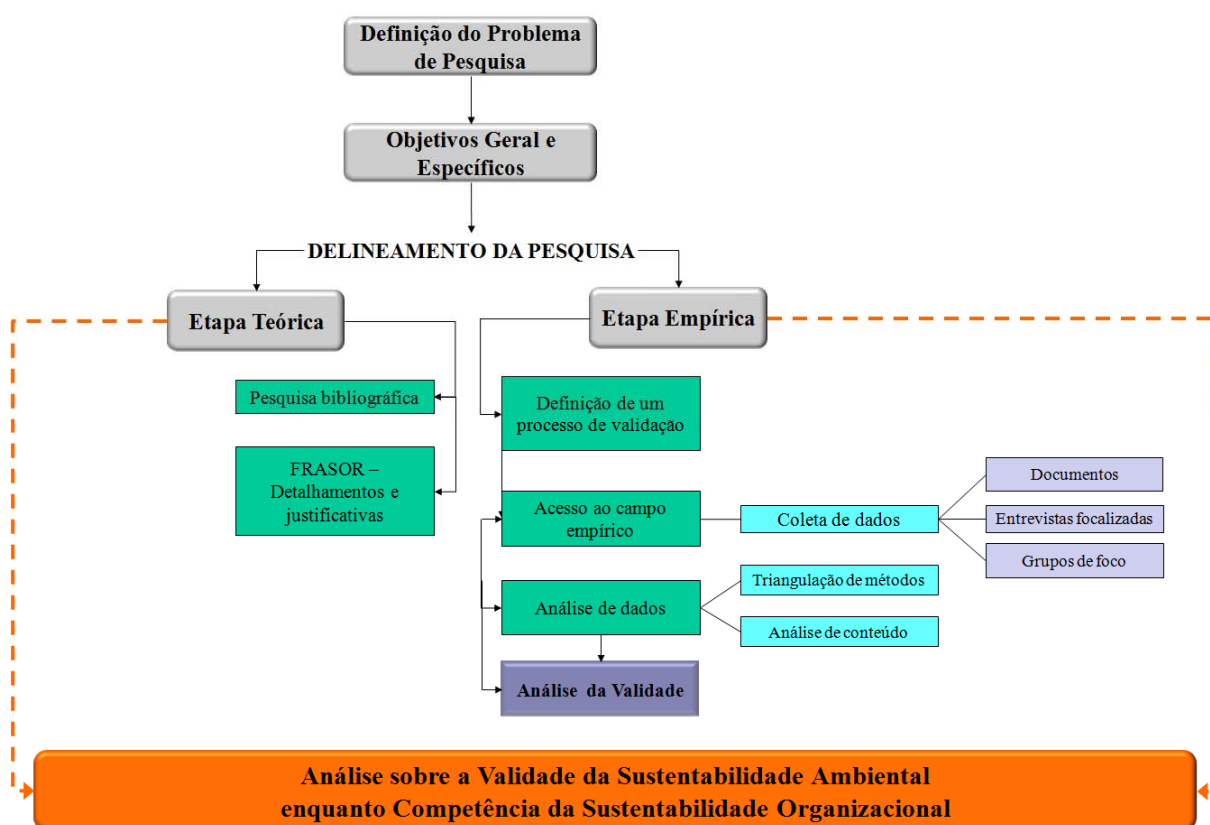 Definição do Problema
de Pesquisa
Objetivos Geral e
Específicos
DELINEAMENTO DA PESQUISA
Etapa Teórica
Etapa Empírica
Pesquisa bibliográfica
FRASOR –
Detalhamentos e
justificativas
Definição de um
processo de validação
Acesso ao campo
empírico
Coleta de dados
Documentos
Entrevistas focalizadas
Grupos de foco
Análise de dados
Triangulação de métodos
Análise de conteúdo
Análise da Validade
Análise sobre a Validade da Sustentabilidade Ambiental
enquanto Competência da Sustentabilidade Organizacional